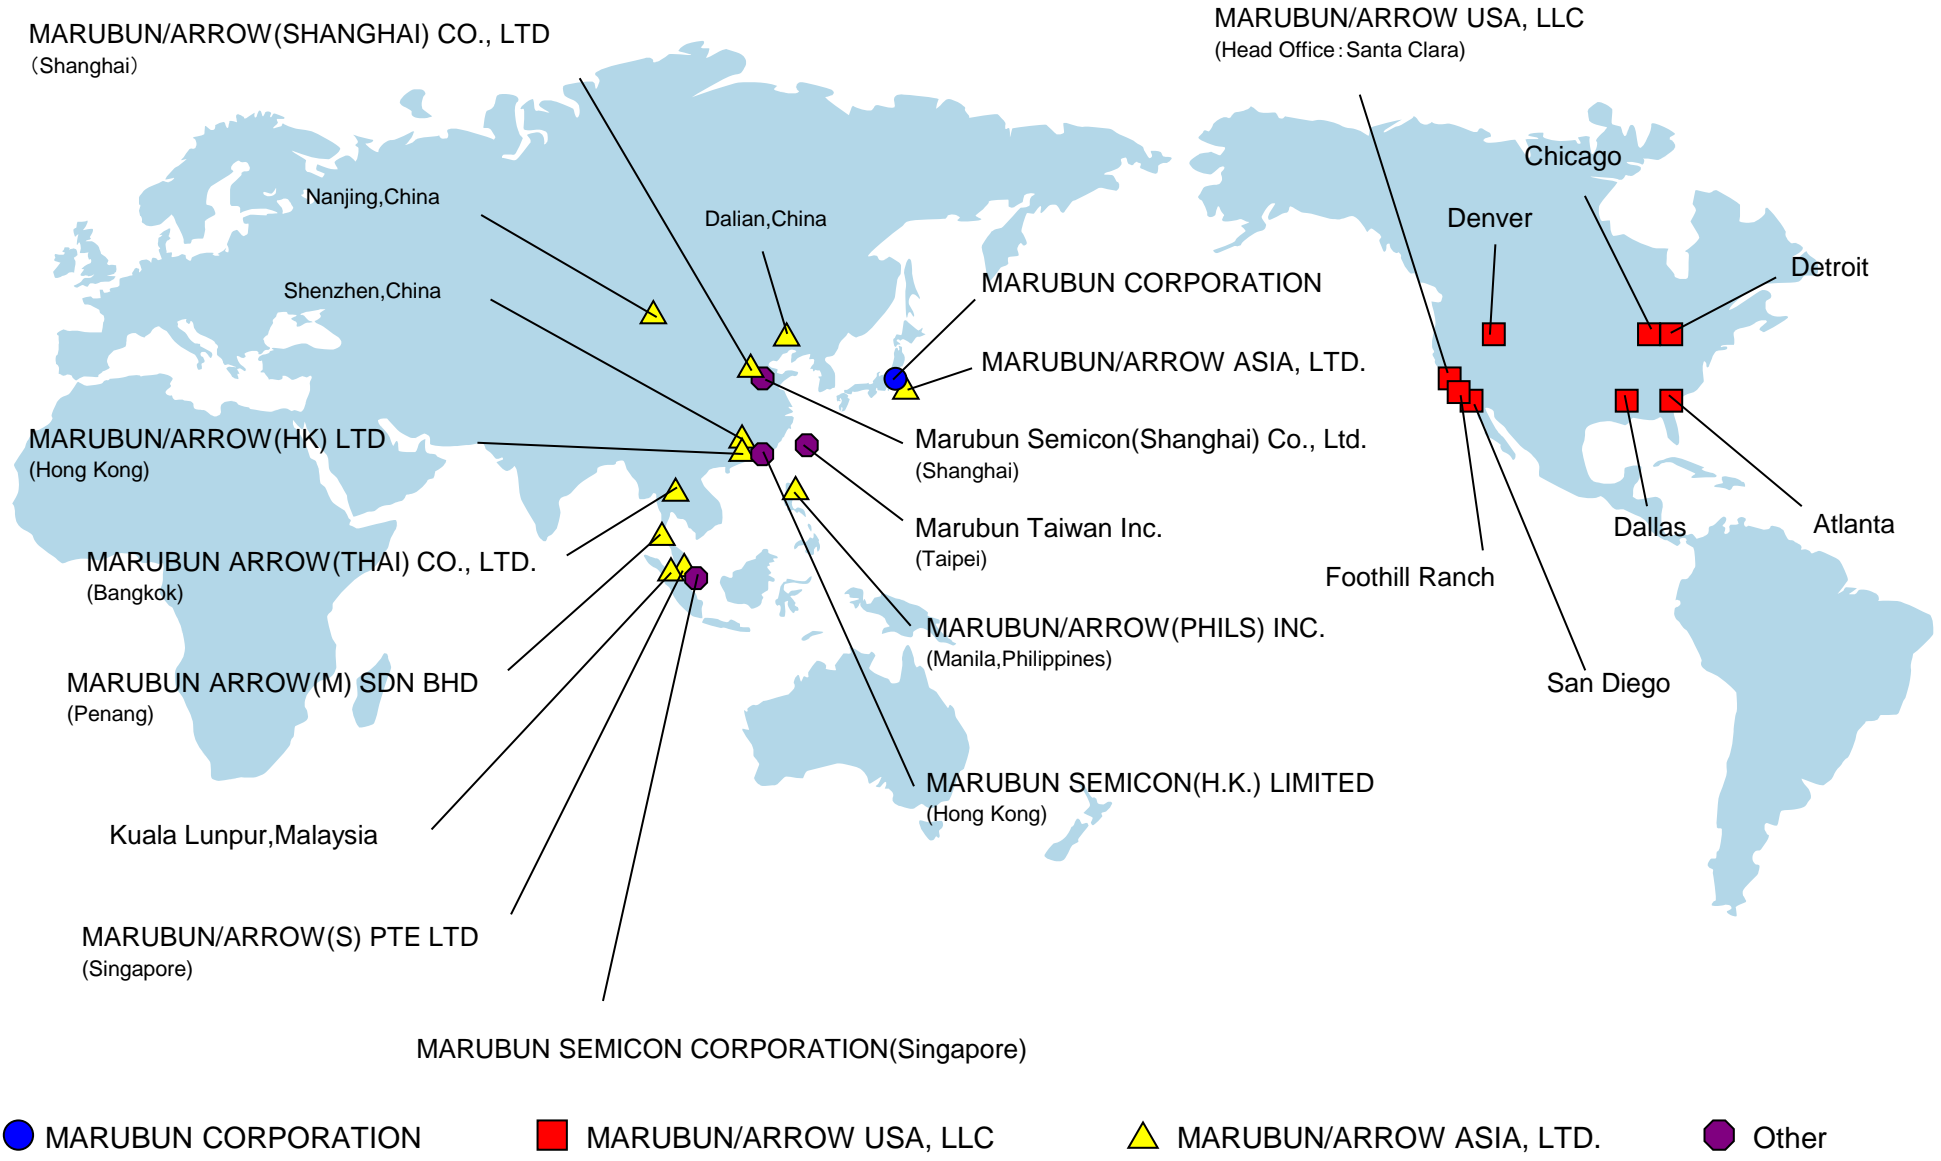 MARUBUN/ARROW(SHANGHAI) CO., LTD
（Shanghai）
MARUBUN/ARROW USA, LLC
(Head Office：Santa Clara)
Chicago
Nanjing,China
Dalian,China
Denver
Detroit
Shenzhen,China
MARUBUN CORPORATION
MARUBUN/ARROW ASIA, LTD.
MARUBUN/ARROW(HK) LTD
(Hong Kong)
Marubun Semicon(Shanghai) Co., Ltd.
(Shanghai)
Marubun Taiwan Inc.
(Taipei)
Dallas
Atlanta
MARUBUN ARROW(THAI) CO., LTD.
(Bangkok)
Foothill Ranch
MARUBUN/ARROW(PHILS) INC.
(Manila,Philippines)
MARUBUN ARROW(M) SDN BHD
(Penang)
San Diego
MARUBUN SEMICON(H.K.) LIMITED
(Hong Kong)
Kuala Lunpur,Malaysia
MARUBUN/ARROW(S) PTE LTD
(Singapore)
MARUBUN SEMICON CORPORATION(Singapore)
MARUBUN CORPORATION
MARUBUN/ARROW USA, LLC
MARUBUN/ARROW ASIA, LTD.
Other